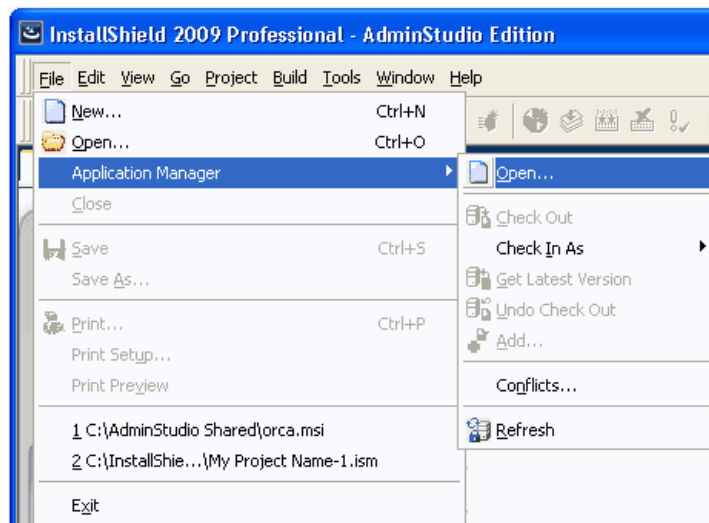 InstallShield 2009 Professional - AdminStudio Edition
File Edit View Go Project Build Tools Window Help
New... Ctrl+N
Open... Ctrl+O
Application Manager
Close
Save Ctrl+S
Save As...
Print... Ctrl+P
Print Setup...
Print Preview
1 C:\AdminStudio Shared\orca.msi
2 C:\InstallShie...\My Project Name-1.ism
Exit
Open...
Check Out
Check In As
Get Latest Version
Undo Check Out
Add...
Conflicts...
Refresh